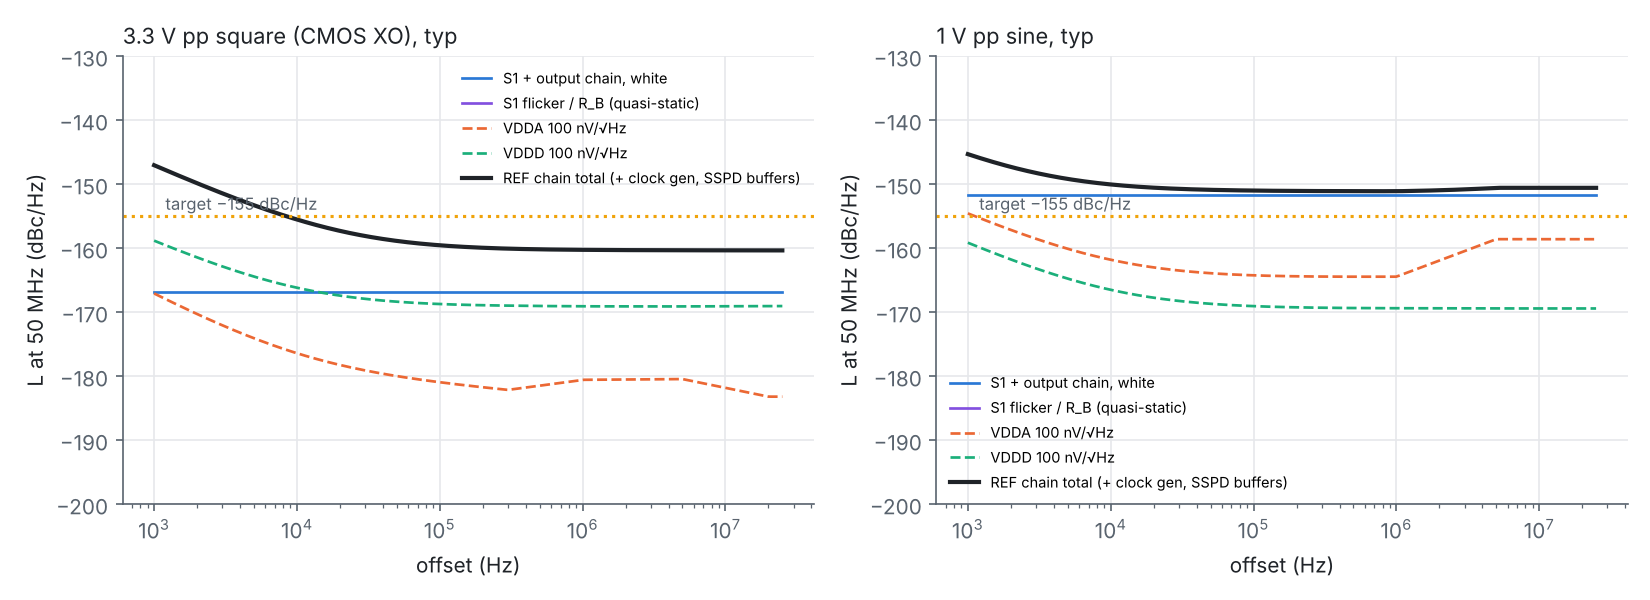 3.3 V pp square (CMOS XO), typ
L at 50 MHz (dBc/Hz)
−130
−140
−150
−160
−170
−180
−190
−200
S1 + output chain, white
S1 flicker / R_B (quasi-static)
VDDA 100 nV/√Hz
VDDD 100 nV/√Hz
REF chain total (+ clock gen, SSPD buffers)
target −155 dBc/Hz
10³
10⁴
10⁵
10⁶
10⁷
offset (Hz)
1 V pp sine, typ
L at 50 MHz (dBc/Hz)
−130
−140
−150
−160
−170
−180
−190
−200
target −155 dBc/Hz
S1 + output chain, white
S1 flicker / R_B (quasi-static)
VDDA 100 nV/√Hz
VDDD 100 nV/√Hz
REF chain total (+ clock gen, SSPD buffers)
10³
10⁴
10⁵
10⁶
10⁷
offset (Hz)